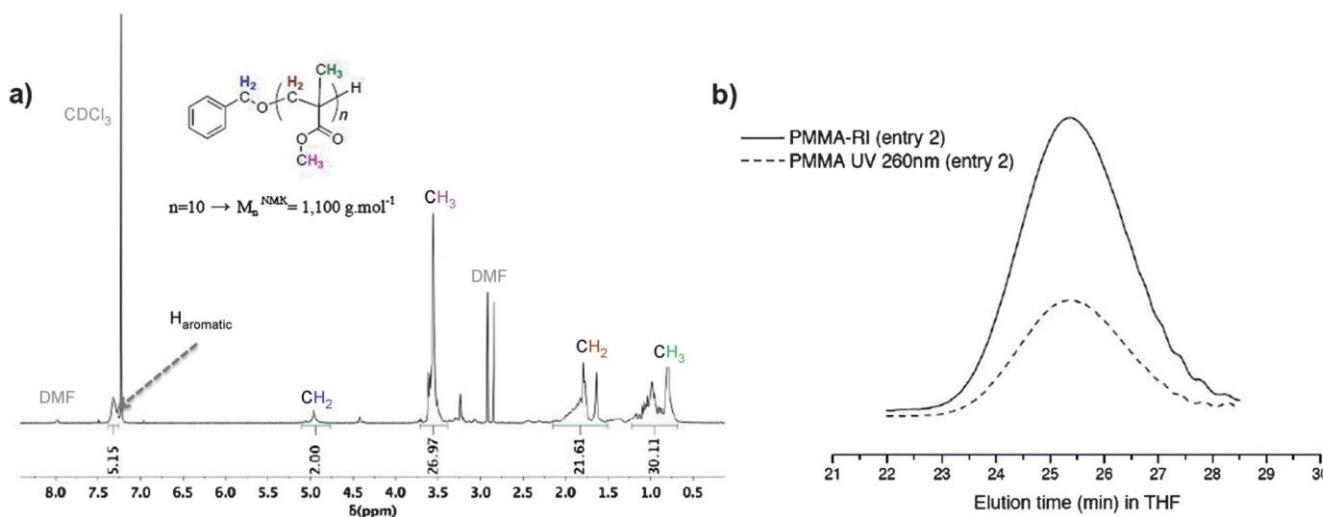 a)
CDCl3
H2
O
H2
CH3
H
n
O
O
CH3
n=10 → Mn NMR= 1,100 g.mol-1
CH3
DMF
Haromatic
CH2
CH3
DMF
CH2
5.15
2.00
26.97
21.61
30.11
8.0 7.5 7.0 6.5 6.0 5.5 5.0 4.5 4.0 3.5 3.0 2.5 2.0 1.5 1.0 0.5
δ(ppm)
b)
PMMA-RI (entry 2)
PMMA UV 260nm (entry 2)
21 22 23 24 25 26 27 28 29 30
Elution time (min) in THF